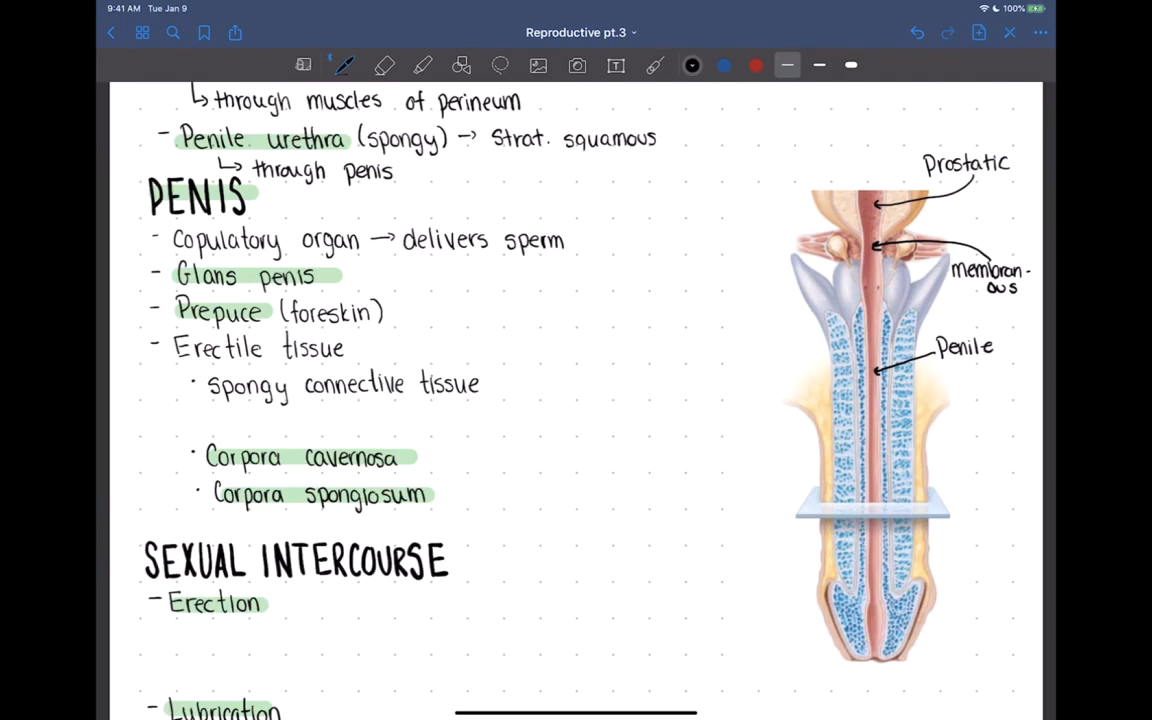 9:41 AM Tue Jan 9
100%
Reproductive pt.3
↳ through muscles of perineum
- Penile urethra (spongy) → Strat. squamous
↳ through penis
PENIS
- Copulatory organ → delivers sperm
- Glans penis
- Prepuce (foreskin)
- Erectile tissue
· Spongy connective tissue
· Corpora cavernosa
· Corpora spongiosum
SEXUAL INTERCOURSE
- Erection
- Lubrication
Prostatic
membran-
ous
Penile